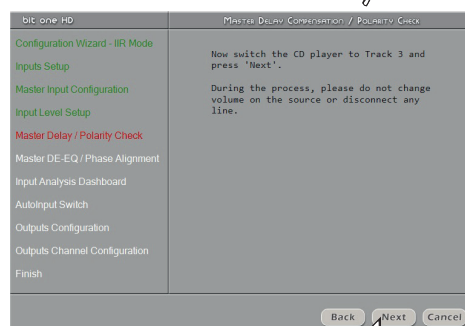 bit one HD
Master Delay Compensation / Polarity Check
Configuration Wizard - IIR Mode
Inputs Setup
Master Input Configuration
Input Level Setup
Master Delay / Polarity Check
Master DE-EQ / Phase Alignment
Input Analysis Dashboard
AutoInput Switch
Outputs Configuration
Outputs Channel Configuration
Finish
Now switch the CD player to Track 3 and
press 'Next'.
During the process, please do not change
volume on the source or disconnect any
line.
Back
Next
Cancel